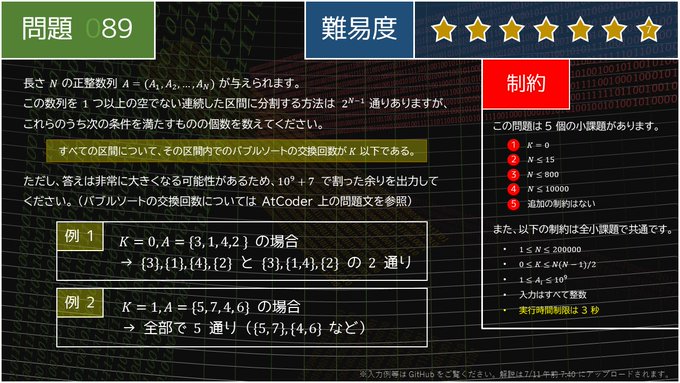 問題 089
難易度
7
長さ N の正整数列 A = (A₁, A₂, …, A_N) が与えられます。
この数列を 1 つ以上の空でない連続した区間に分割する方法は 2^{N−1} 通りありますが、
これらのうち次の条件を満たすものの個数を数えてください。
すべての区間について、その区間内でのバブルソートの交換回数が K 以下である。
ただし、答えは非常に大きくなる可能性があるため、10⁹ + 7 で割った余りを出力して
ください。（バブルソートの交換回数については AtCoder 上の問題文を参照）
例 1
K = 0, A = {3, 1, 4, 2 } の場合
→ {3}, {1}, {4}, {2} と {3}, {1,4}, {2} の 2 通り
例 2
K = 1, A = {5, 7, 4, 6} の場合
→ 全部で 5 通り（{5, 7}, {4, 6} など）
制約
この問題は 5 個の小課題があります。
1 K = 0
2 N ≤ 15
3 N ≤ 800
4 N ≤ 10000
5 追加の制約はない
また、以下の制約は全小課題で共通です。
• 1 ≤ N ≤ 200000
• 0 ≤ K ≤ N(N − 1)/2
• 1 ≤ A_i ≤ 10⁹
• 入力はすべて整数
• 実行時間制限は 3 秒
※入力例等は GitHub をご覧ください。解説は 7/11 午前 7:40 にアップロードされます。